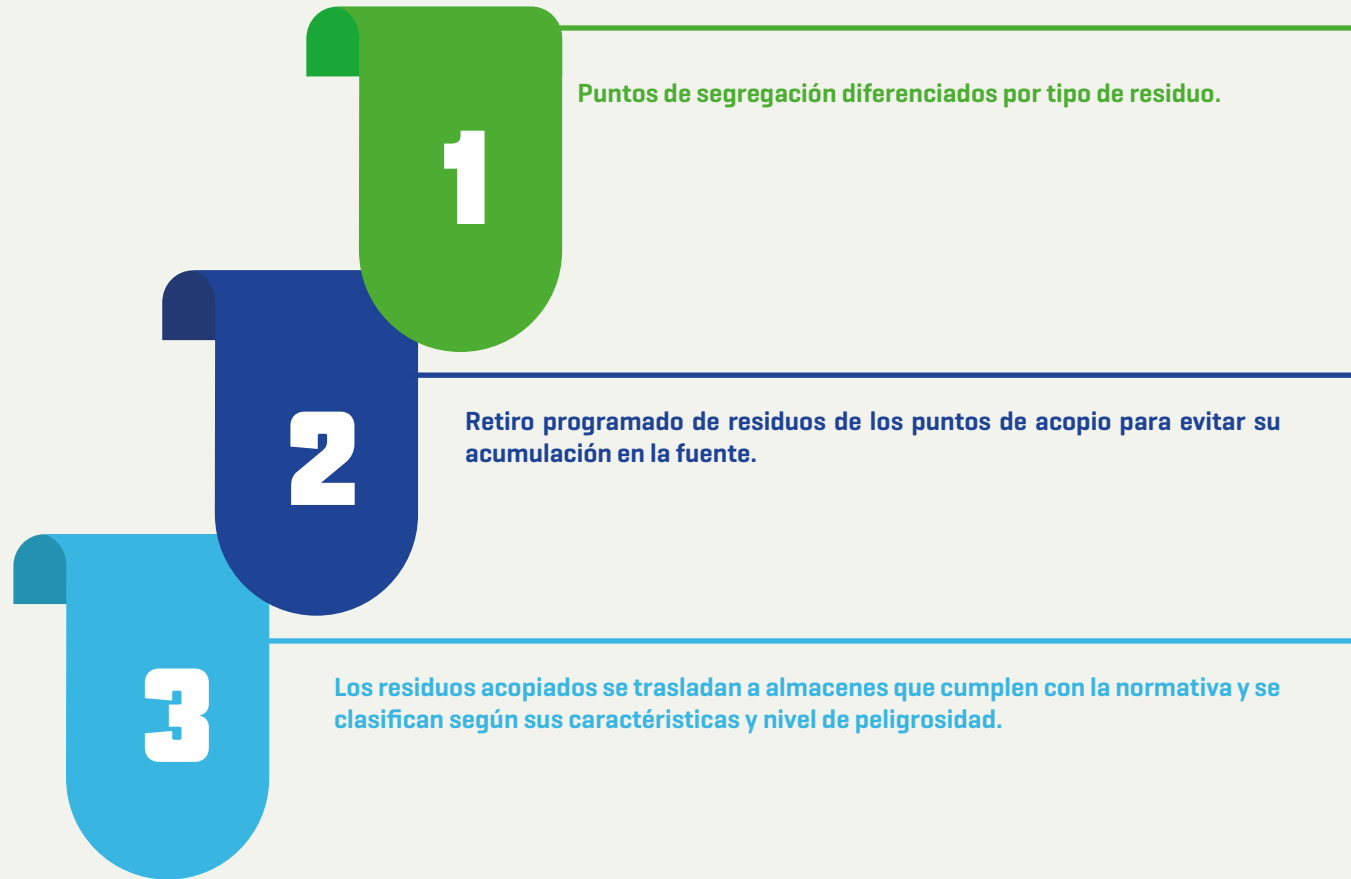 1
Puntos de segregación diferenciados por tipo de residuo.
2
Retiro programado de residuos de los puntos de acopio para evitar su
acumulación en la fuente.
3
Los residuos acopiados se trasladan a almacenes que cumplen con la normativa y se
clasifican según sus caractéristicas y nivel de peligrosidad.